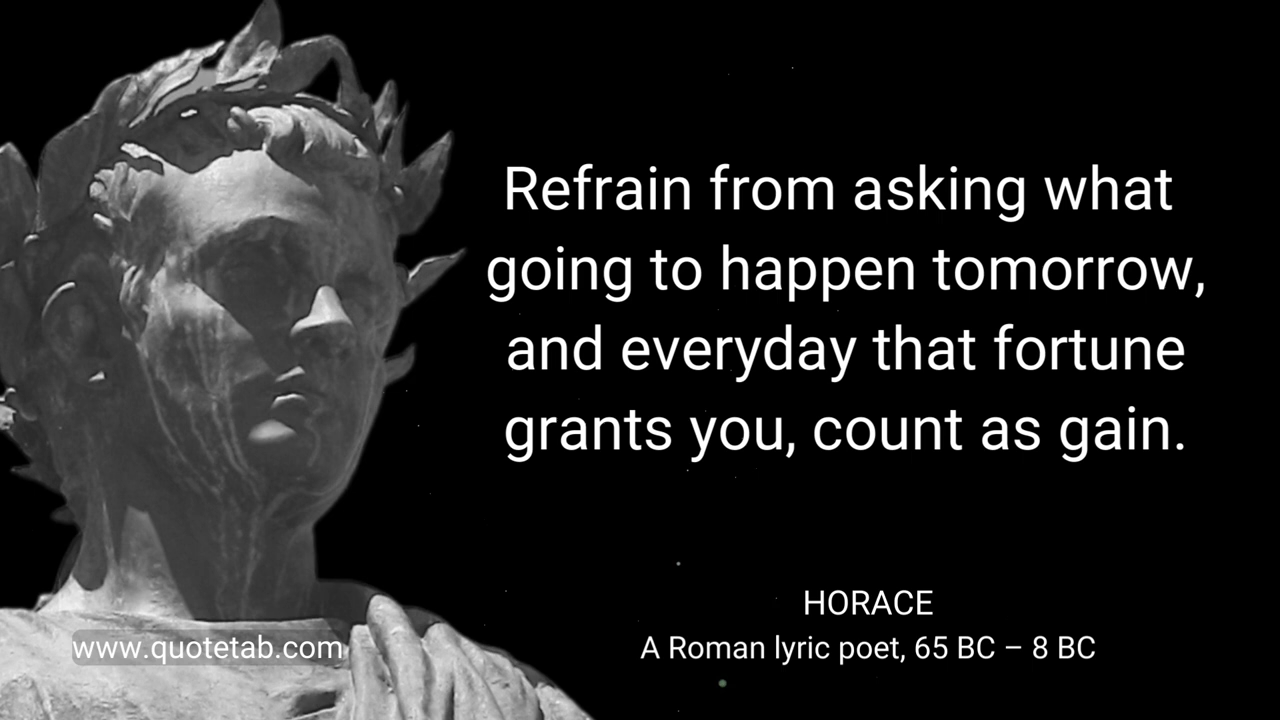 Refrain from asking what
going to happen tomorrow,
and everyday that fortune
grants you, count as gain.
HORACE
A Roman lyric poet, 65 BC – 8 BC
www.quotetab.com